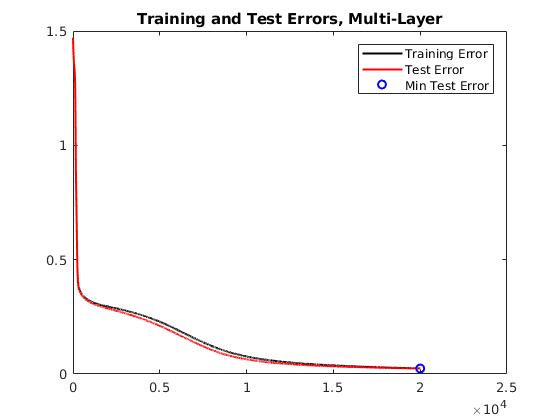 Training and Test Errors, Multi-Layer
1.5
1
0.5
0
Training Error
Test Error
Min Test Error
0 0.5 1 1.5 2 2.5
×10^4